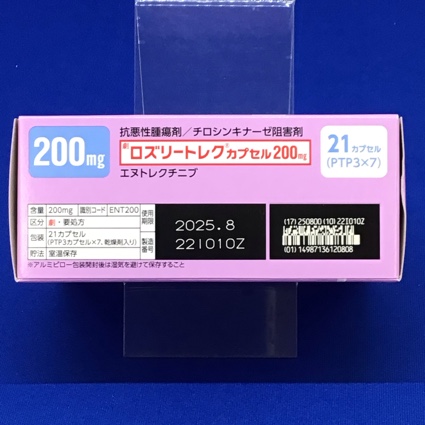 200mg
抗悪性腫瘍剤/チロシンキナーゼ阻害剤
劇 ロズリートレク®カプセル200mg
エヌトレクチニブ
21カプセル
(PTP3×7)
含量 200mg 識別コード ENT200
区分 劇・要処方
包装 21カプセル
(PTP3カプセル×7、乾燥剤入り)
貯法 室温保存
使用期限 2025.8
製造番号 22I010Z
(17) 250800 (10) 22I010Z
(01) 14987136120808
※アルミピロー包装開封後は湿気を避けて保存すること